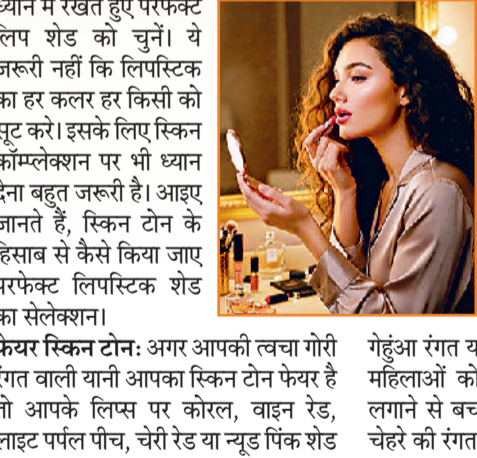 ध्यान में रखते हुए परफेक्ट
लिप शेड को चुनें। ये
जरूरी नहीं कि लिपस्टिक
का हर कलर हर किसी को
सूट करे। इसके लिए स्किन
कॉम्प्लेक्शन पर भी ध्यान
देना बहुत जरूरी है। आइए
जानते हैं, स्किन टोन के
हिसाब से कैसे किया जाए
परफेक्ट लिपस्टिक शेड
का सेलेक्शन।
फेयर स्किन टोनः अगर आपकी त्वचा गोरी
रंगत वाली यानी आपका स्किन टोन फेयर है
तो आपके लिप्स पर कोरल, वाइन रेड,
लाइट पर्पल पीच, चेरी रेड या न्यूड पिंक शेड
गेहुंआ रंगत य
महिलाओं को
लगाने से बच
चेहरे की रंगत